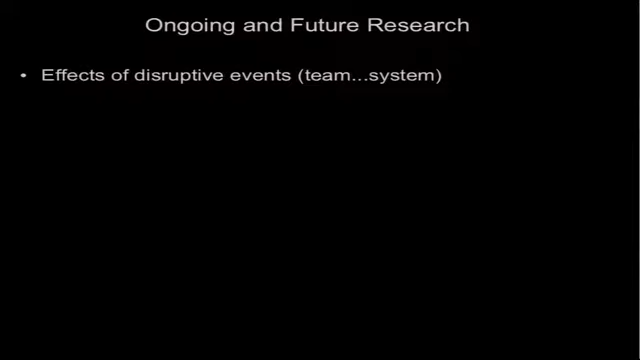 Ongoing and Future Research
• Effects of disruptive events (team...system)